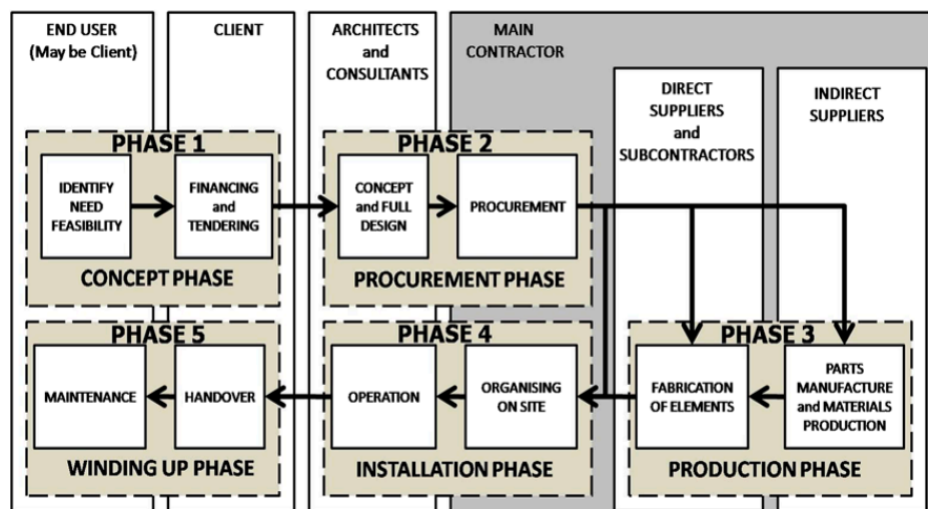 END USER
(May be Client)
CLIENT
ARCHITECTS
and
CONSULTANTS
MAIN
CONTRACTOR
DIRECT
SUPPLIERS
and
SUBCONTRACTORS
INDIRECT
SUPPLIERS
PHASE 1
IDENTIFY
NEED
FEASIBILITY
FINANCING
and
TENDERING
CONCEPT PHASE
PHASE 2
CONCEPT
and FULL
DESIGN
PROCUREMENT
PROCUREMENT PHASE
PHASE 5
MAINTENANCE
HANDOVER
WINDING UP PHASE
PHASE 4
OPERATION
ORGANISING
ON SITE
INSTALLATION PHASE
PHASE 3
FABRICATION
OF ELEMENTS
PARTS
MANUFACTURE
and MATERIALS
PRODUCTION
PRODUCTION PHASE